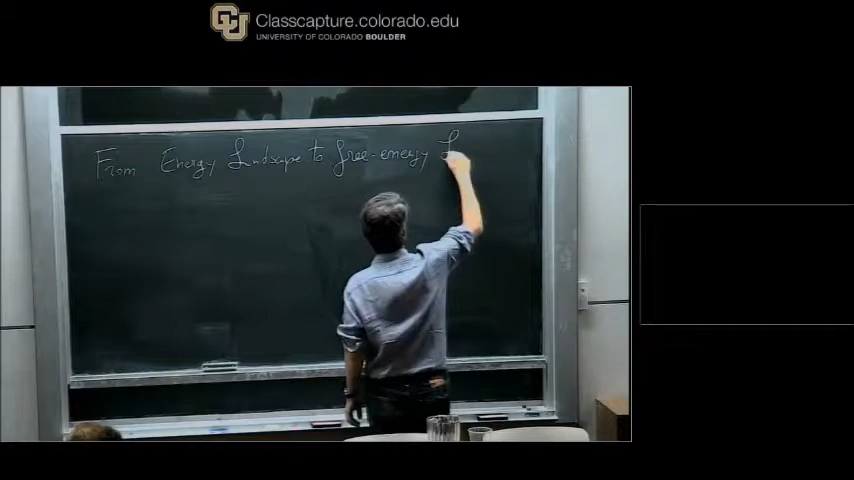 Classcapture.colorado.edu
UNIVERSITY OF COLORADO BOULDER
From Energy Landscape to free-energy L